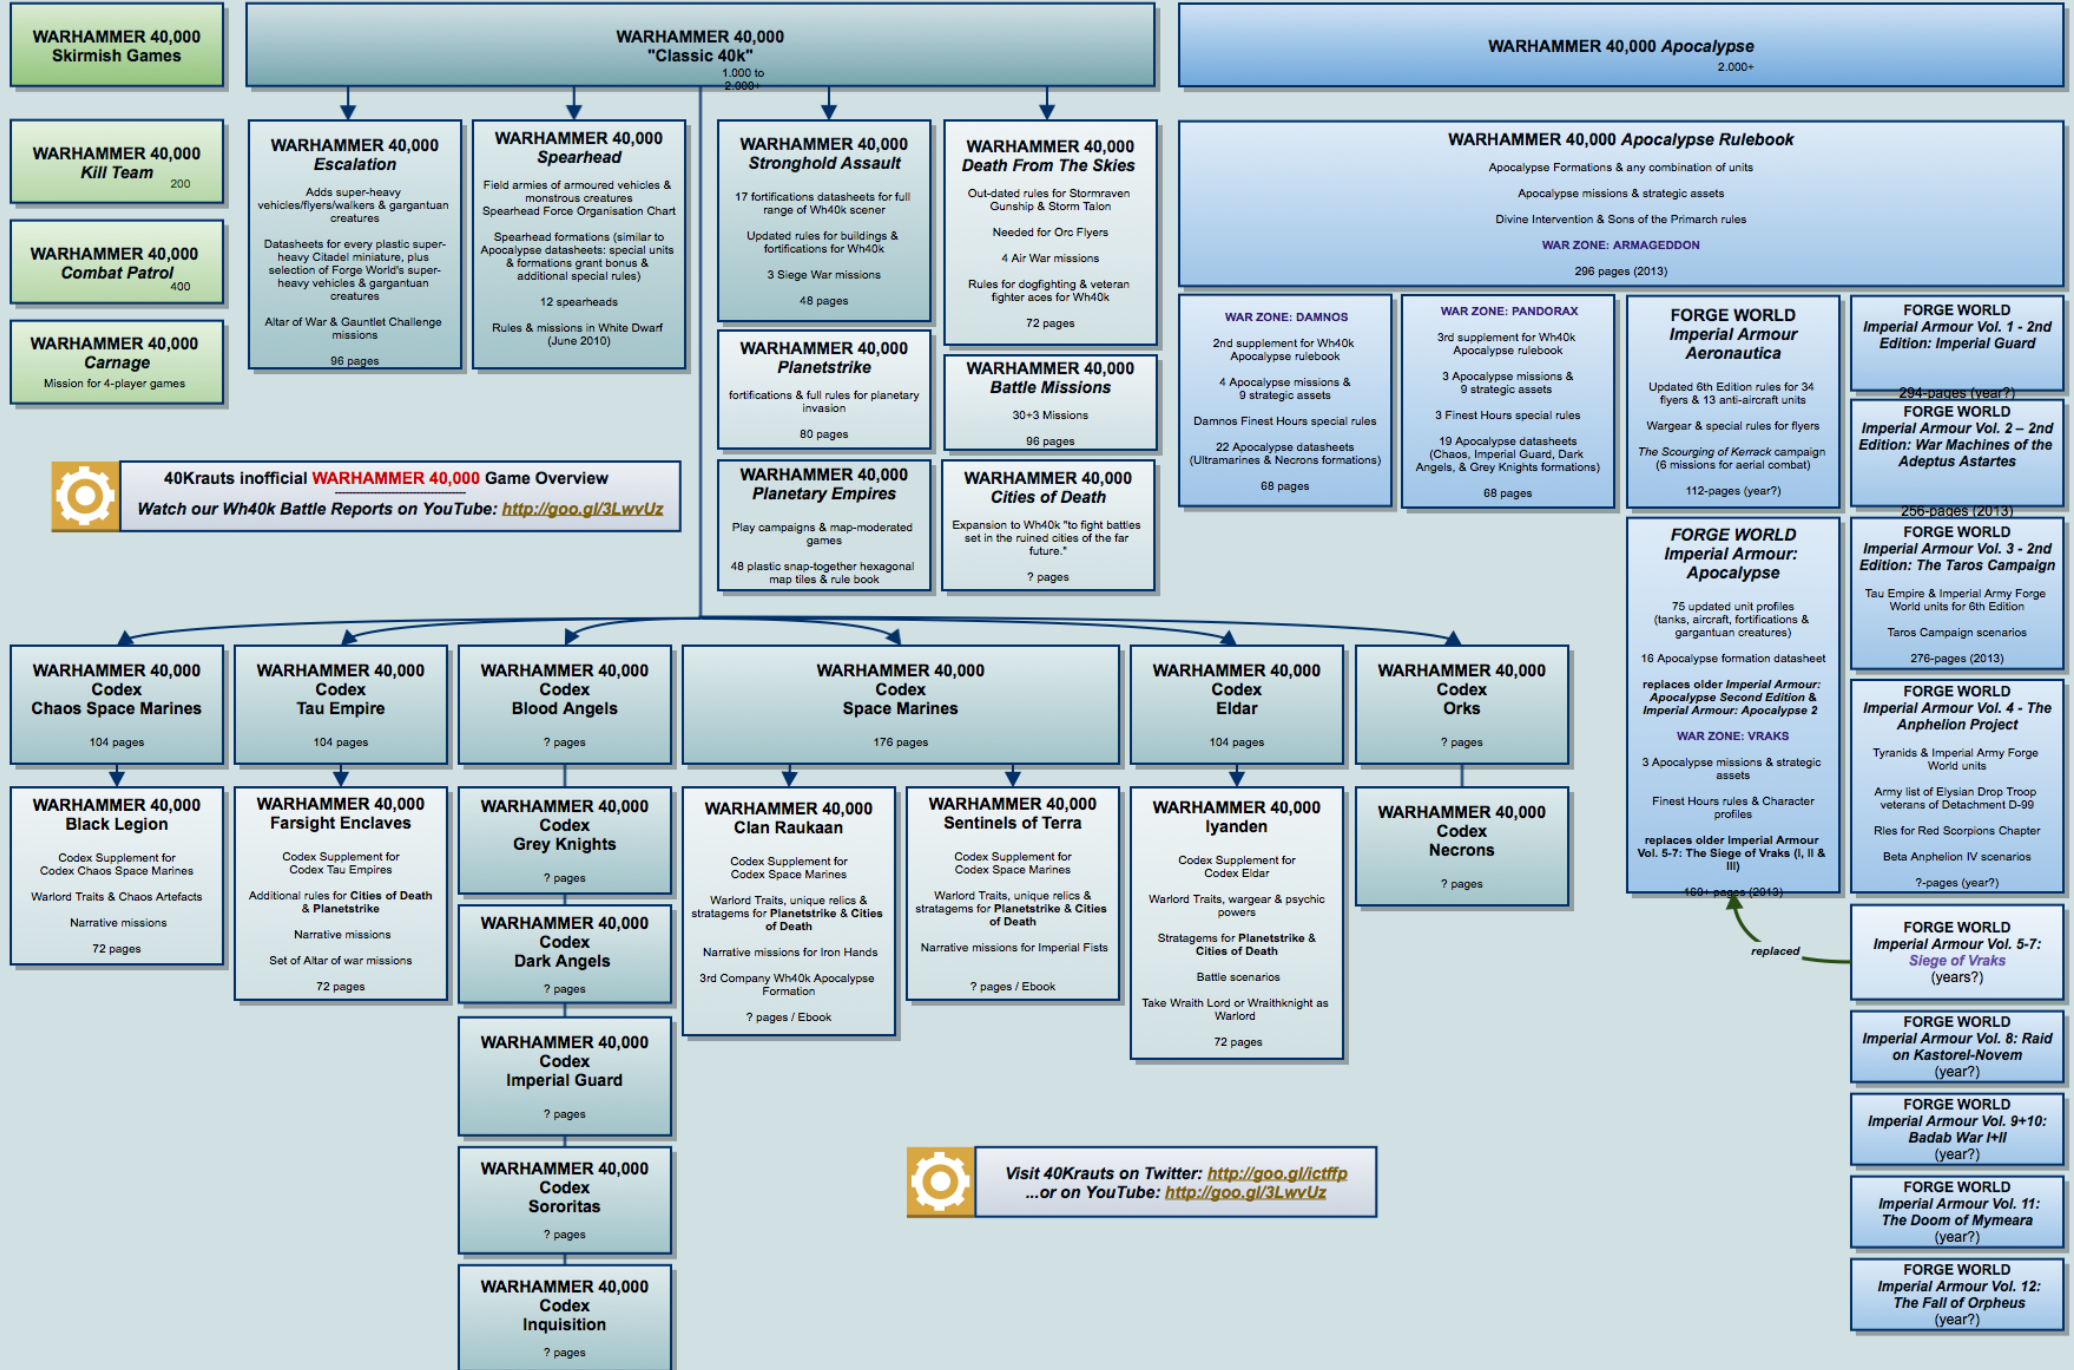 WARHAMMER 40,000
Skirmish Games
WARHAMMER 40,000
Kill Team
200
WARHAMMER 40,000
Combat Patrol
400
WARHAMMER 40,000
Carnage
Mission for 4-player games
WARHAMMER 40,000
"Classic 40k"
1.000 to
2.000+
WARHAMMER 40,000
Escalation
Adds super-heavy
vehicles/flyers/walkers & gargantuan
creatures
Datasheets for every plastic super-
heavy Citadel miniature, plus
selection of Forge World's super-
heavy vehicles & gargantuan
creatures
Altar of War & Gauntlet Challenge
missions
96 pages
WARHAMMER 40,000
Spearhead
Field armies of armoured vehicles &
monstrous creatures
Spearhead Force Organisation Chart
Spearhead formations (similar to
Apocalypse datasheets: special units
& formations grant bonus &
additional special rules)
12 spearheads
Rules & missions in White Dwarf
(June 2010)
WARHAMMER 40,000
Stronghold Assault
17 fortifications datasheets for full
range of Wh40k scener
Updated rules for buildings &
fortifications for Wh40k
3 Siege War missions
48 pages
WARHAMMER 40,000
Planetstrike
fortifications & full rules for planetary
invasion
80 pages
WARHAMMER 40,000
Planetary Empires
Play campaigns & map-moderated
games
48 plastic snap-together hexagonal
map tiles & rule book
WARHAMMER 40,000
Death From The Skies
Out-dated rules for Stormraven
Gunship & Storm Talon
Needed for Orc Flyers
4 Air War missions
Rules for dogfighting & veteran
fighter aces for Wh40k
72 pages
WARHAMMER 40,000
Battle Missions
30+3 Missions
96 pages
WARHAMMER 40,000
Cities of Death
Expansion to Wh40k "to fight battles
set in the ruined cities of the far
future."
? pages
40Krauts inofficial WARHAMMER 40,000 Game Overview
Watch our Wh40k Battle Reports on YouTube: http://goo.gl/3LwvUz
WARHAMMER 40,000
Codex
Chaos Space Marines
104 pages
WARHAMMER 40,000
Black Legion
Codex Supplement for
Codex Chaos Space Marines
Warlord Traits & Chaos Artefacts
Narrative missions
72 pages
WARHAMMER 40,000
Codex
Tau Empire
104 pages
WARHAMMER 40,000
Farsight Enclaves
Codex Supplement for
Codex Tau Empires
Additional rules for Cities of Death
& Planetstrike
Narrative missions
Set of Altar of war missions
72 pages
WARHAMMER 40,000
Codex
Blood Angels
? pages
WARHAMMER 40,000
Codex
Grey Knights
? pages
WARHAMMER 40,000
Codex
Dark Angels
? pages
WARHAMMER 40,000
Codex
Imperial Guard
? pages
WARHAMMER 40,000
Codex
Sororitas
? pages
WARHAMMER 40,000
Codex
Inquisition
? pages
WARHAMMER 40,000
Codex
Space Marines
176 pages
WARHAMMER 40,000
Clan Raukaan
Codex Supplement for
Codex Space Marines
Warlord Traits, unique relics &
stratagems for Planetstrike & Cities
of Death
Narrative missions for Iron Hands
3rd Company Wh40k Apocalypse
Formation
? pages / Ebook
WARHAMMER 40,000
Sentinels of Terra
Codex Supplement for
Codex Space Marines
Warlord Traits, unique relics &
stratagems for Planetstrike & Cities
of Death
Narrative missions for Imperial Fists
? pages / Ebook
WARHAMMER 40,000
Codex
Eldar
104 pages
WARHAMMER 40,000
Iyanden
Codex Supplement for
Codex Eldar
Warlord Traits, wargear & psychic
powers
Stratagems for Planetstrike &
Cities of Death
Battle scenarios
Take Wraith Lord or Wraithknight as
Warlord
72 pages
WARHAMMER 40,000
Codex
Orks
? pages
WARHAMMER 40,000
Codex
Necrons
? pages
Visit 40Krauts on Twitter: http://goo.gl/ictffp
...or on YouTube: http://goo.gl/3LwvUz
WARHAMMER 40,000 Apocalypse
2.000+
WARHAMMER 40,000 Apocalypse Rulebook
Apocalypse Formations & any combination of units
Apocalypse missions & strategic assets
Divine Intervention & Sons of the Primarch rules
WAR ZONE: ARMAGEDDON
296 pages (2013)
WAR ZONE: DAMNOS
2nd supplement for Wh40k
Apocalypse rulebook
4 Apocalypse missions &
9 strategic assets
Damnos Finest Hours special rules
22 Apocalypse datasheets
(Ultramarines & Necrons formations)
68 pages
WAR ZONE: PANDORAX
3rd supplement for Wh40k
Apocalypse rulebook
3 Apocalypse missions &
9 strategic assets
3 Finest Hours special rules
19 Apocalypse datasheets
(Chaos, Imperial Guard, Dark
Angels, & Grey Knights formations)
68 pages
FORGE WORLD
Imperial Armour
Aeronautica
Updated 6th Edition rules for 34
flyers & 13 anti-aircraft units
Wargear & special rules for flyers
The Scourging of Kerrack campaign
(6 missions for aerial combat)
112-pages (year?)
FORGE WORLD
Imperial Armour:
Apocalypse
75 updated unit profiles
(tanks, aircraft, fortifications &
gargantuan creatures)
16 Apocalypse formation datasheet
replaces older Imperial Armour:
Apocalypse Second Edition &
Imperial Armour: Apocalypse 2
WAR ZONE: VRAKS
3 Apocalypse missions & strategic
assets
Finest Hours rules & Character
profiles
replaces older Imperial Armour
Vol. 5-7: The Siege of Vraks (I, II &
III)
160+ pages (2013)
replaced
FORGE WORLD
Imperial Armour Vol. 1 - 2nd
Edition: Imperial Guard
294-pages (year?)
FORGE WORLD
Imperial Armour Vol. 2 – 2nd
Edition: War Machines of the
Adeptus Astartes
256-pages (2013)
FORGE WORLD
Imperial Armour Vol. 3 - 2nd
Edition: The Taros Campaign
Tau Empire & Imperial Army Forge
World units for 6th Edition
Taros Campaign scenarios
276-pages (2013)
FORGE WORLD
Imperial Armour Vol. 4 - The
Anphelion Project
Tyranids & Imperial Army Forge
World units
Army list of Elysian Drop Troop
veterans of Detachment D-99
Rles for Red Scorpions Chapter
Beta Anphelion IV scenarios
?-pages (year?)
FORGE WORLD
Imperial Armour Vol. 5-7:
Siege of Vraks
(years?)
FORGE WORLD
Imperial Armour Vol. 8: Raid
on Kastorel-Novem
(year?)
FORGE WORLD
Imperial Armour Vol. 9+10:
Badab War I+II
(year?)
FORGE WORLD
Imperial Armour Vol. 11:
The Doom of Mymeara
(year?)
FORGE WORLD
Imperial Armour Vol. 12:
The Fall of Orpheus
(year?)